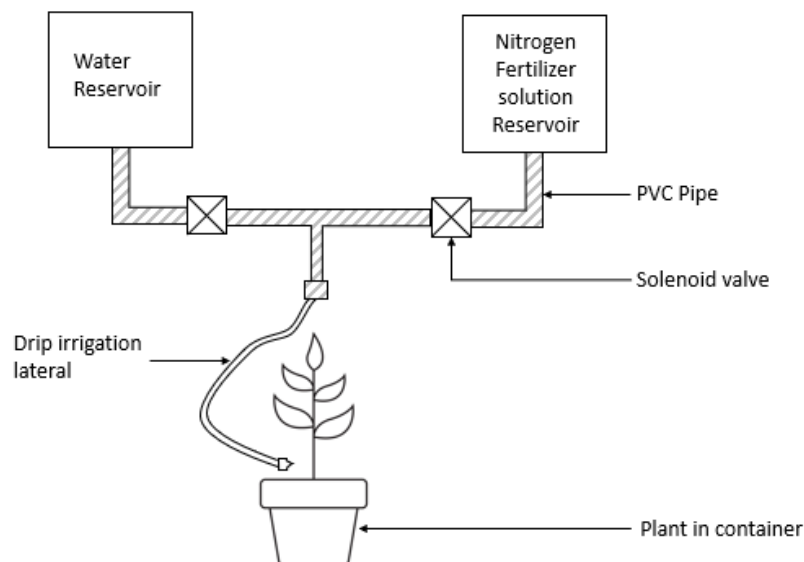 Water
Reservoir
Nitrogen
Fertilizer
solution
Reservoir
PVC Pipe
Solenoid valve
Drip irrigation
lateral
Plant in container